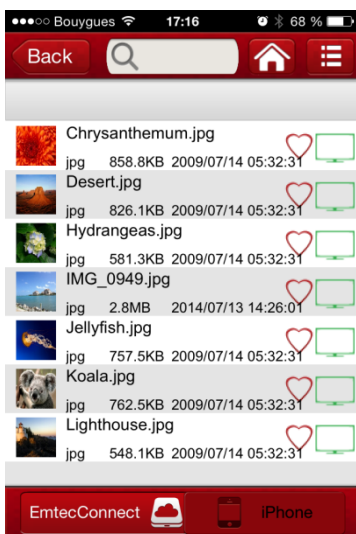 Bouygues 17:16 68 %
Back
Chrysanthemum.jpg
jpg 858.8KB 2009/07/14 05:32:31
Desert.jpg
jpg 826.1KB 2009/07/14 05:32:31
Hydrangeas.jpg
jpg 581.3KB 2009/07/14 05:32:31
IMG_0949.jpg
jpg 2.8MB 2014/07/13 14:26:01
Jellyfish.jpg
jpg 757.5KB 2009/07/14 05:32:31
Koala.jpg
jpg 762.5KB 2009/07/14 05:32:31
Lighthouse.jpg
jpg 548.1KB 2009/07/14 05:32:31
EmtecConnect iPhone